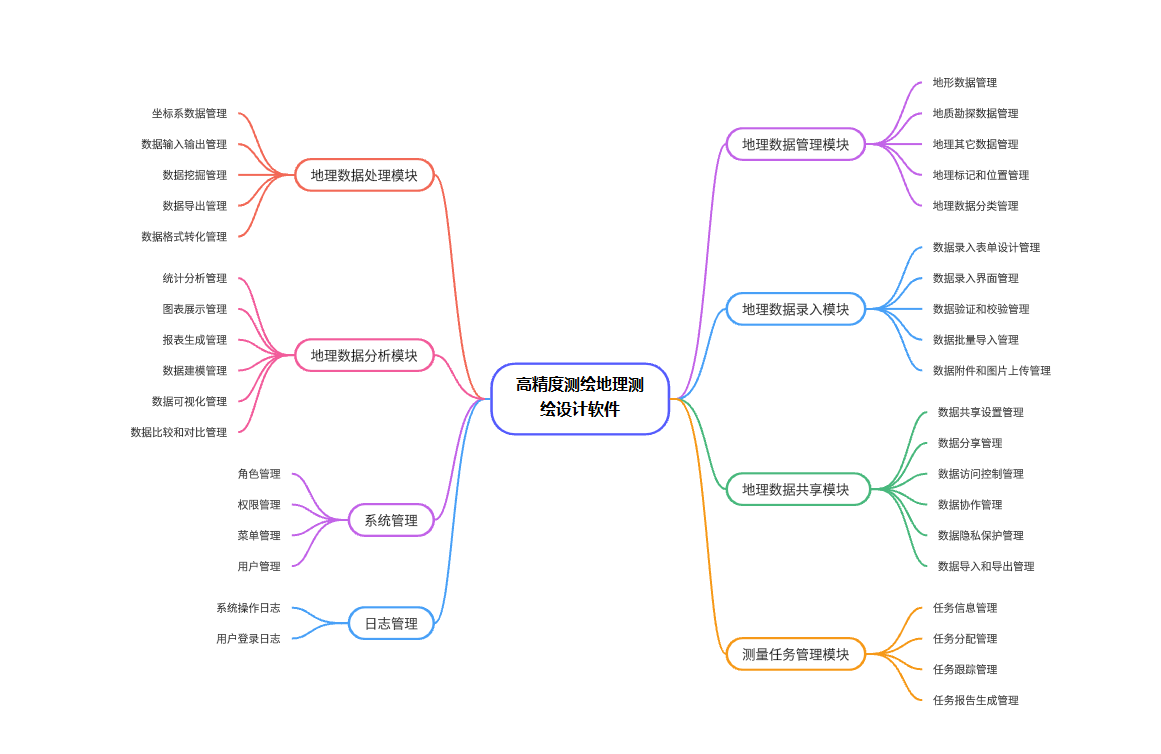 高精度测绘地理测
绘设计软件
地理数据管理模块
地形数据管理
地质勘探数据管理
地理其它数据管理
地理标记和位置管理
地理数据分类管理
地理数据录入模块
数据录入表单设计管理
数据录入界面管理
数据验证和校验管理
数据批量导入管理
数据附件和图片上传管理
地理数据共享模块
数据共享设置管理
数据分享管理
数据访问控制管理
数据协作管理
数据隐私保护管理
数据导入和导出管理
测量任务管理模块
任务信息管理
任务分配管理
任务跟踪管理
任务报告生成管理
地理数据处理模块
坐标系数据管理
数据输入输出管理
数据挖掘管理
数据导出管理
数据格式转化管理
地理数据分析模块
统计分析管理
图表展示管理
报表生成管理
数据建模管理
数据可视化管理
数据比较和对比管理
系统管理
角色管理
权限管理
菜单管理
用户管理
日志管理
系统操作日志
用户登录日志